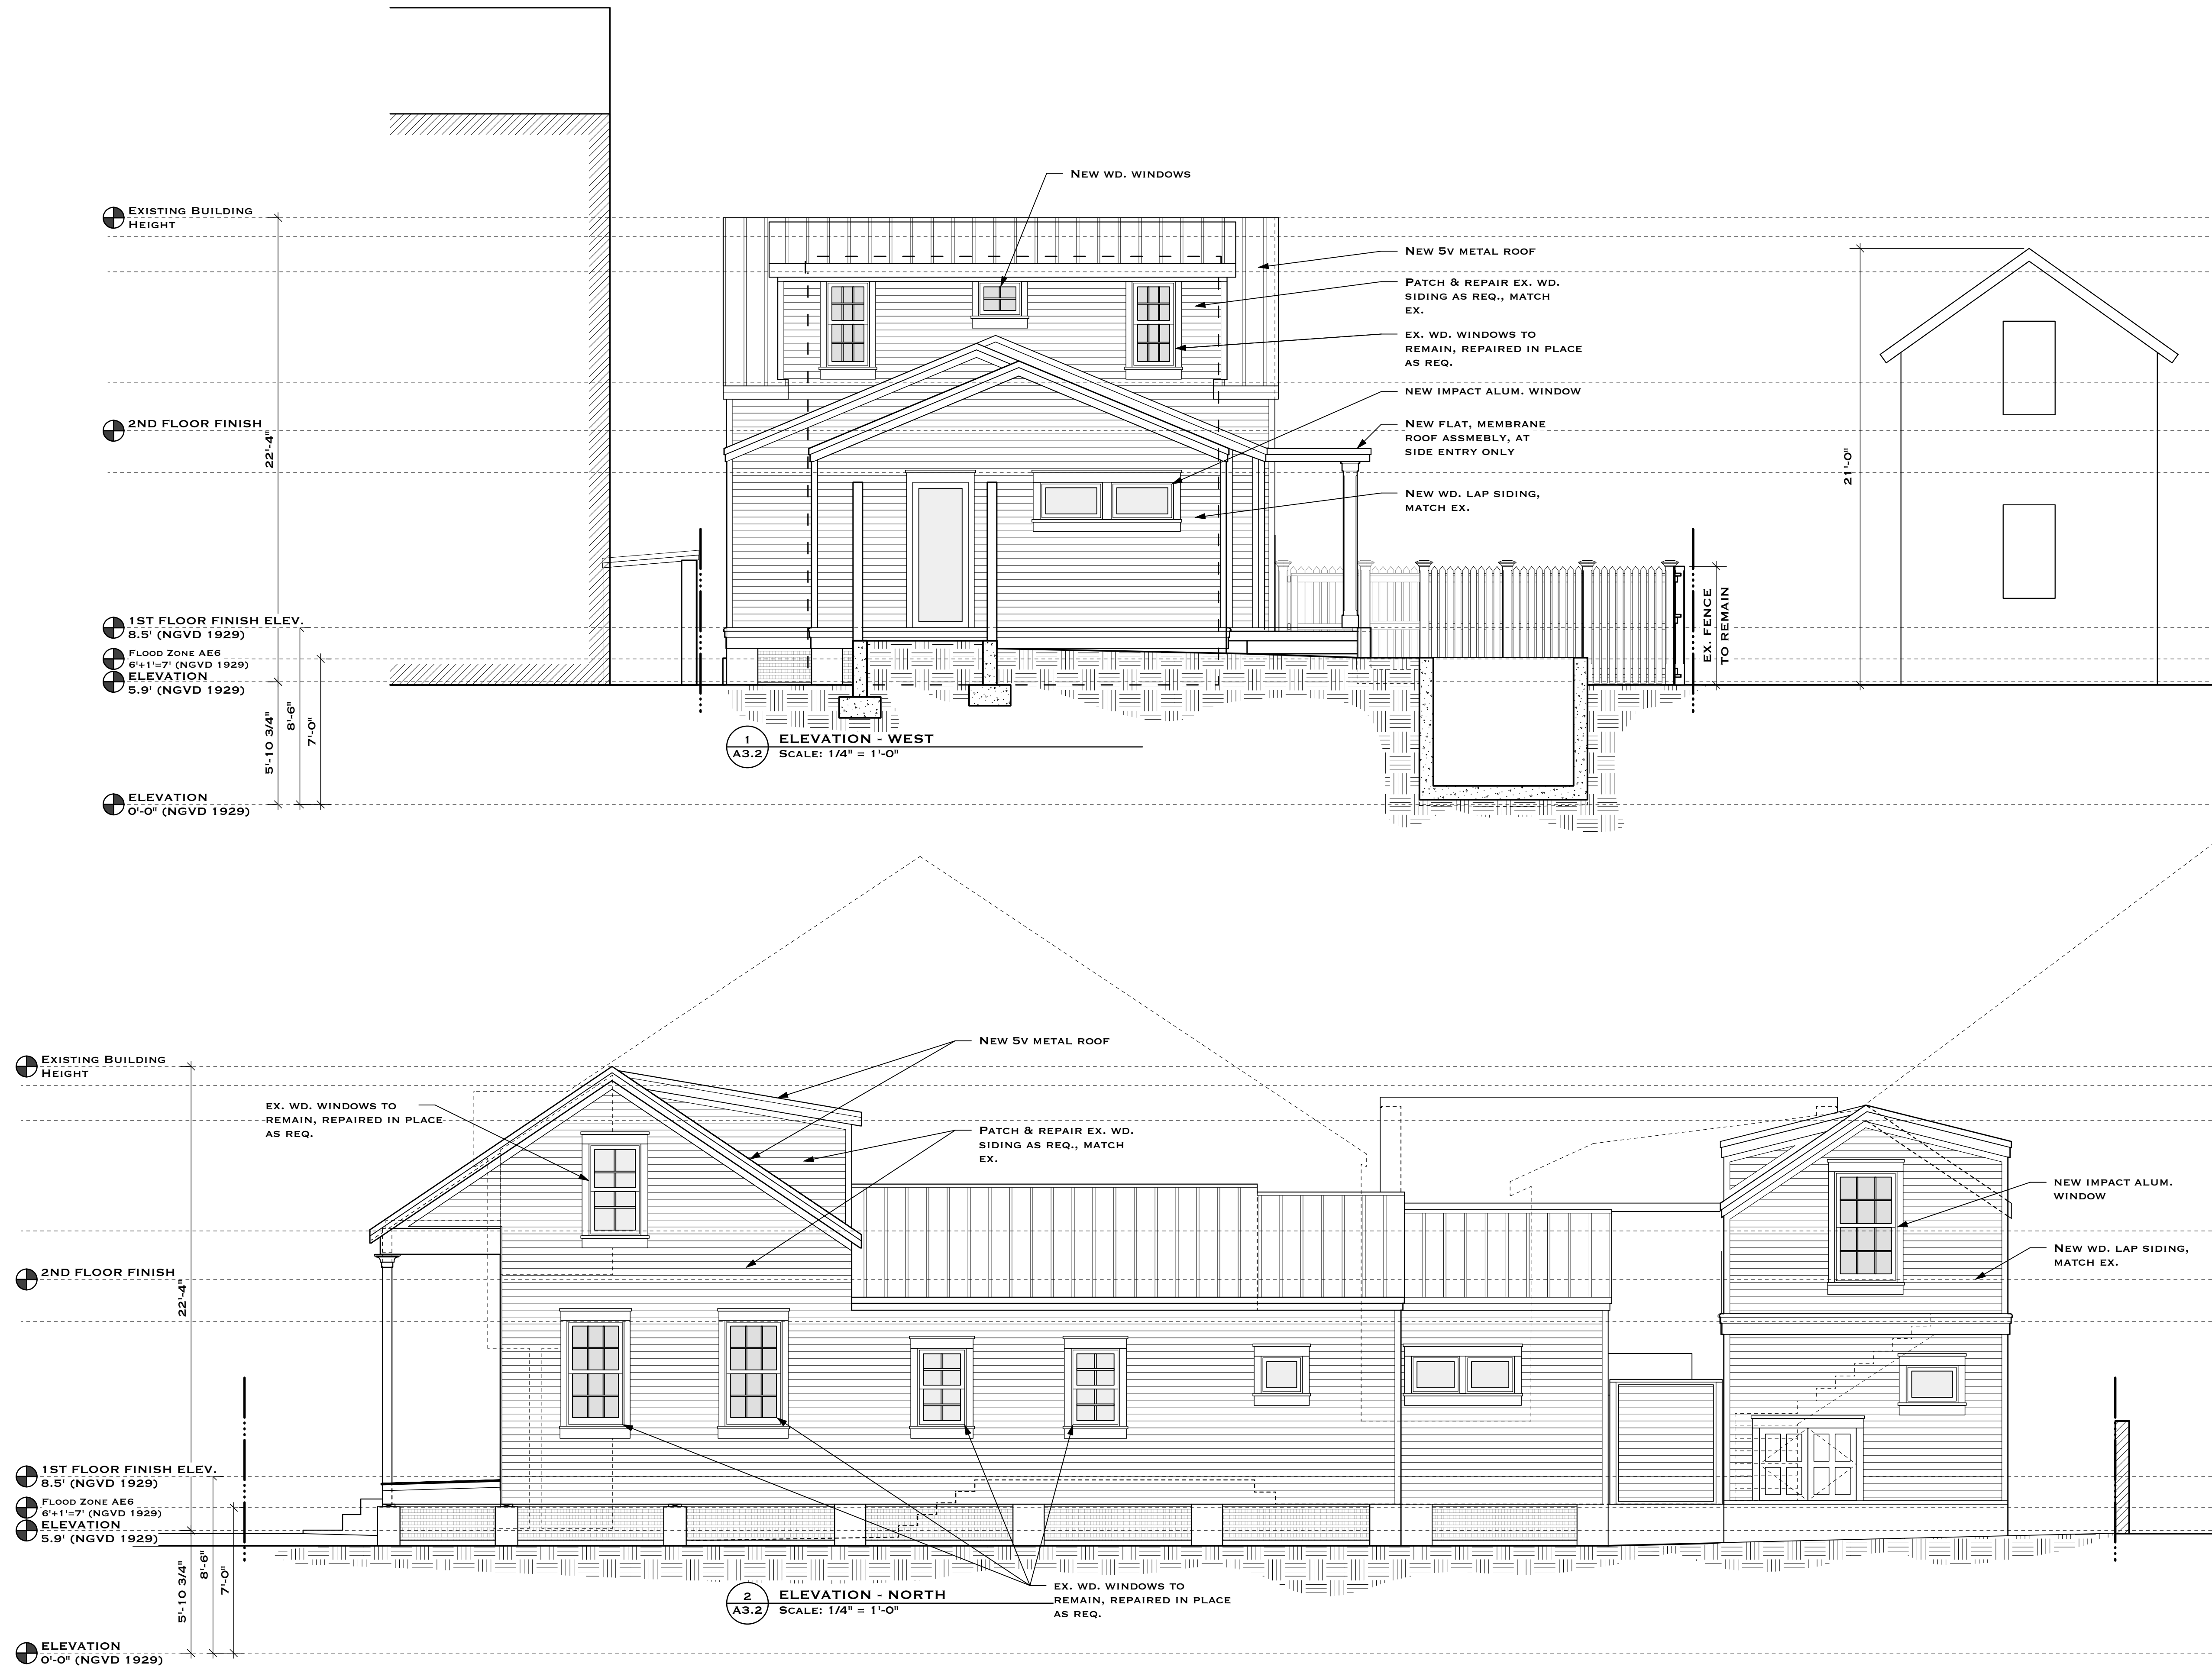 New wd. windows
Existing Building
Height
New 5v metal roof
Patch & repair ex. wd.
siding as req., match
ex.
ex. wd. windows to
remain, repaired in place
as req.
new impact alum. window
2nd floor finish
New flat, membrane
roof assmebly, at
side entry only
22'-4"
21'-0"
New wd. lap siding,
match ex.
ex. fence
to remain
1st floor finish elev.
8.5' (NGVD 1929)
Flood Zone AE6
6'+1'=7' (NGVD 1929)
elevation
5.9' (NGVD 1929)
5'-10 3/4"
8'-6"
7'-0"
1
A3.2
ELEVATION - WEST
Scale: 1/4" = 1'-0"
elevation
0'-0" (NGVD 1929)
New 5v metal roof
Existing Building
Height
ex. wd. windows to
remain, repaired in place
as req.
Patch & repair ex. wd.
siding as req., match
ex.
new impact alum.
window
New wd. lap siding,
match ex.
2nd floor finish
22'-4"
1st floor finish elev.
8.5' (NGVD 1929)
Flood Zone AE6
6'+1'=7' (NGVD 1929)
elevation
5.9' (NGVD 1929)
5'-10 3/4"
8'-6"
7'-0"
2
A3.2
ELEVATION - NORTH
Scale: 1/4" = 1'-0"
ex. wd. windows to
remain, repaired in place
as req.
elevation
0'-0" (NGVD 1929)